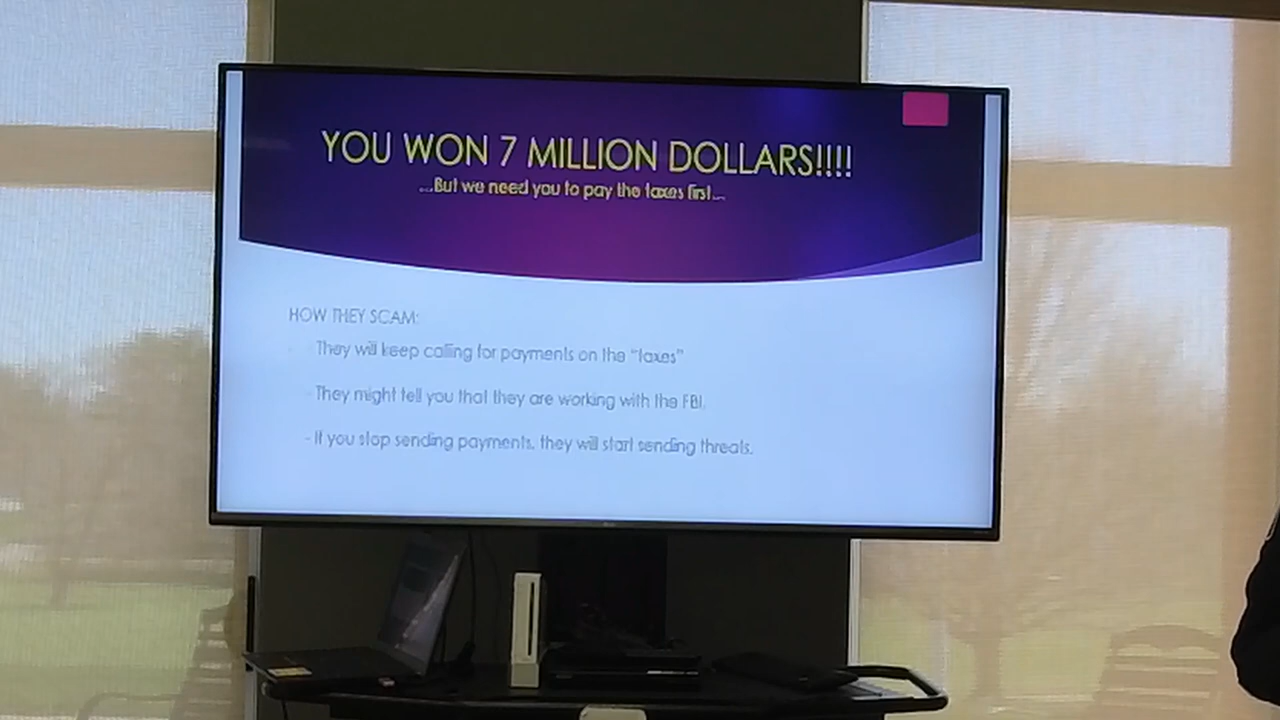 YOU WON 7 MILLION DOLLARS!!!!
....But we need you to pay the taxes first....
HOW THEY SCAM:
- They will keep calling for payments on the "taxes"
- They might tell you that they are working with the FBI.
- If you stop sending payments, they will start sending threats.